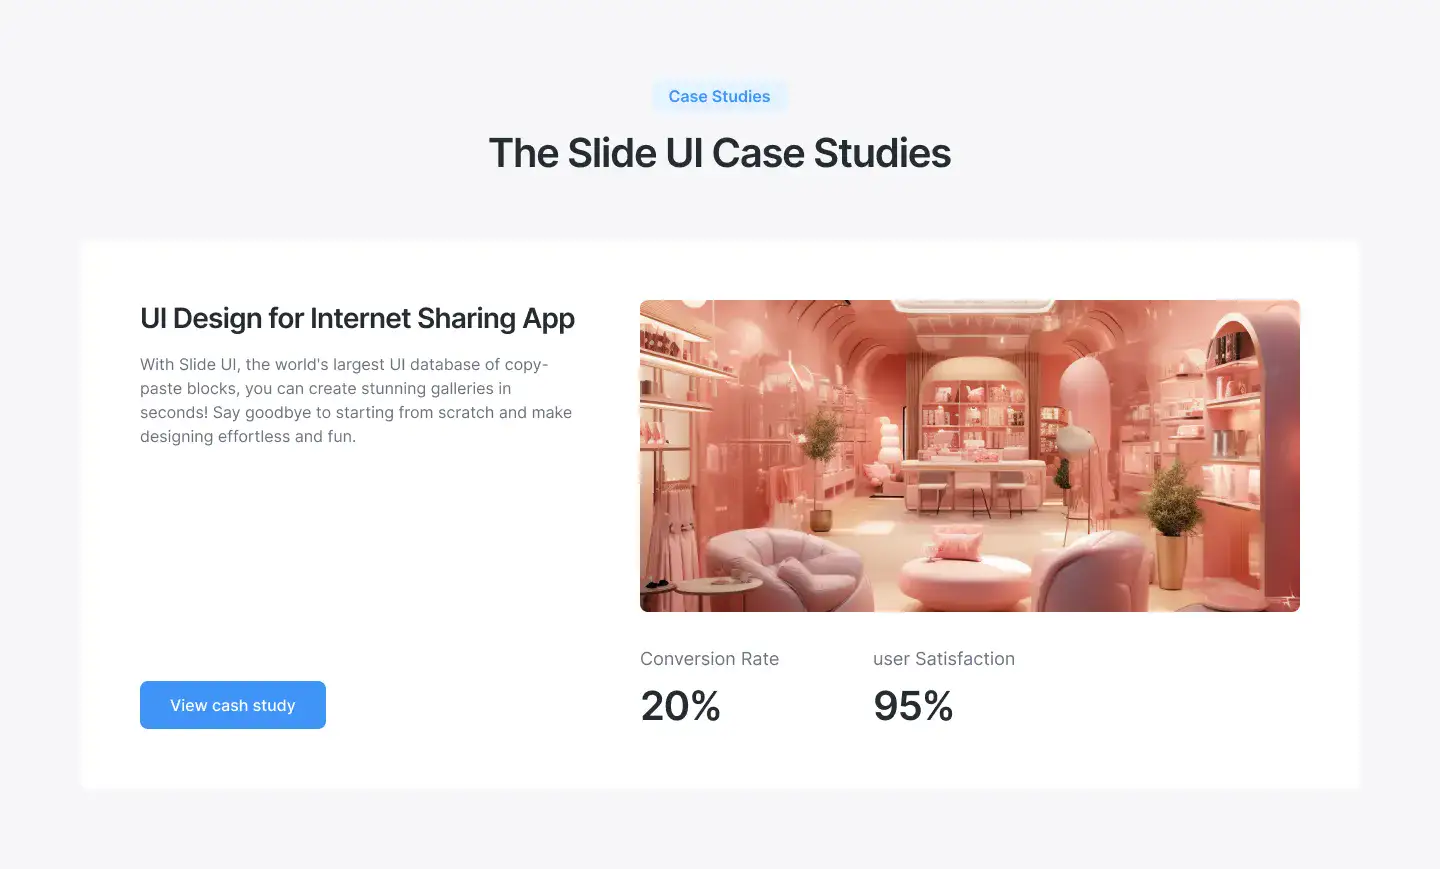 Case Studies
The Slide UI Case Studies
UI Design for Internet Sharing App
With Slide UI, the world's largest UI database of copy-
paste blocks, you can create stunning galleries in
seconds! Say goodbye to starting from scratch and make
designing effortless and fun.
View cash study
Conversion Rate
20%
user Satisfaction
95%